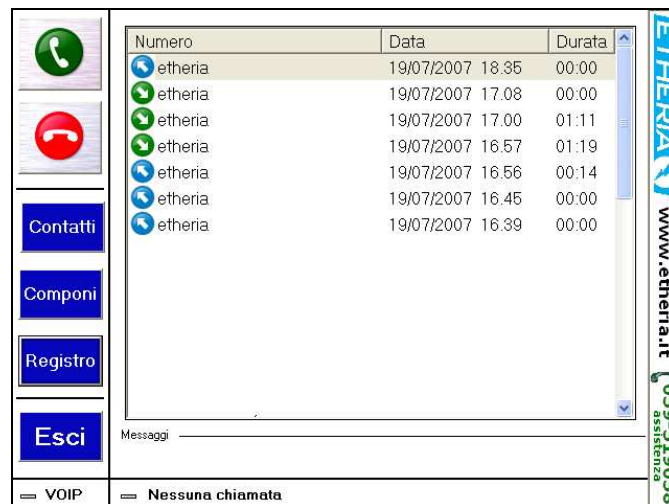 Numero Data Durata
etheria 19/07/2007 18.35 00:00
etheria 19/07/2007 17.08 00:00
etheria 19/07/2007 17.00 01:11
etheria 19/07/2007 16.57 01:19
etheria 19/07/2007 16.56 00:14
etheria 19/07/2007 16.45 00:00
etheria 19/07/2007 16.39 00:00
Contatti
Componi
Registro
Esci
Messaggi
VOIP
Nessuna chiamata
ETHERIA
www.etheria.it
assistenza